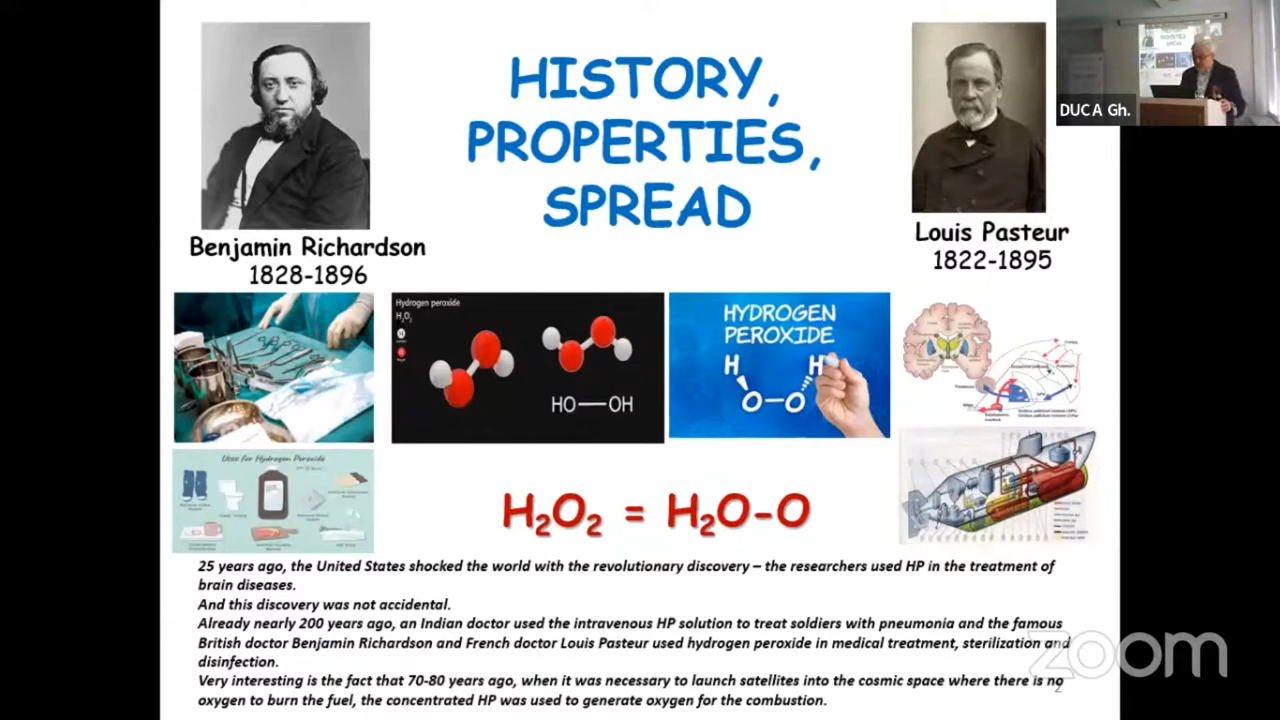 HISTORY,
PROPERTIES,
SPREAD
DUCA Gh.
Benjamin Richardson
1828-1896
Louis Pasteur
1822-1895
Hydrogen peroxide
H₂O₂
HO—OH
HYDROGEN
PEROXIDE
H H
O—O
Uses for Hydrogen Peroxide
H₂O₂ = H₂O-O
25 years ago, the United States shocked the world with the revolutionary discovery – the researchers used HP in the treatment of
brain diseases.
And this discovery was not accidental.
Already nearly 200 years ago, an Indian doctor used the intravenous HP solution to treat soldiers with pneumonia and the famous
British doctor Benjamin Richardson and French doctor Louis Pasteur used hydrogen peroxide in medical treatment, sterilization and
disinfection.
Very interesting is the fact that 70-80 years ago, when it was necessary to launch satellites into the cosmic space where there is no
oxygen to burn the fuel, the concentrated HP was used to generate oxygen for the combustion.
2
zoom